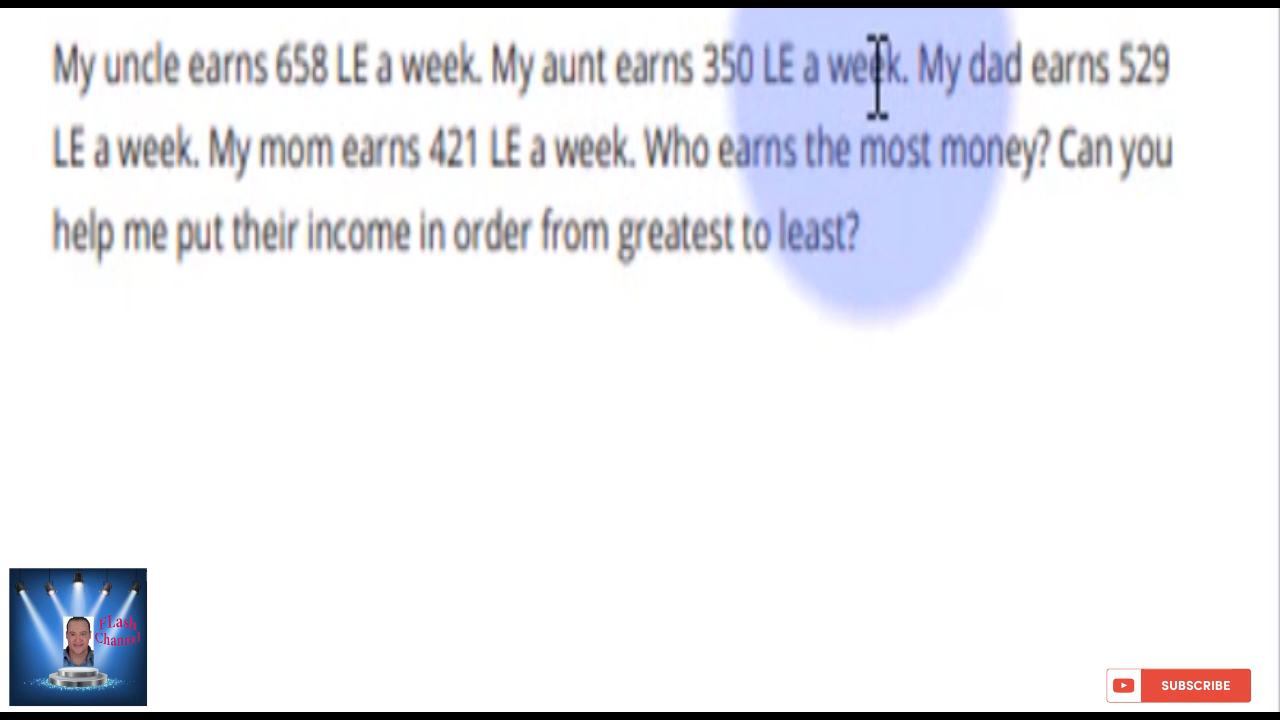 My uncle earns 658 LE a week. My aunt earns 350 LE a week. My dad earns 529
LE a week. My mom earns 421 LE a week. Who earns the most money? Can you
help me put their income in order from greatest to least?
FLash
Channel
SUBSCRIBE